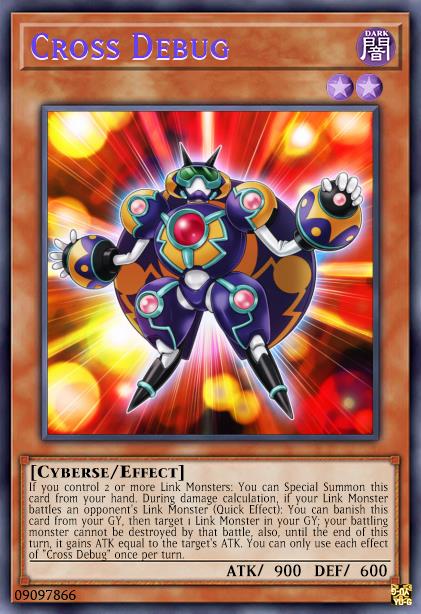 Cross Debug
DARK
闇
[Cyberse/Effect]
If you control 2 or more Link Monsters: You can Special Summon this
card from your hand. During damage calculation, if your Link Monster
battles an opponent's Link Monster (Quick Effect): You can banish this
card from your GY, then target 1 Link Monster in your GY; your battling
monster cannot be destroyed by that battle, also, until the end of this
turn, it gains ATK equal to the target's ATK. You can only use each effect
of "Cross Debug" once per turn.
ATK/ 900 DEF/ 600
09097866